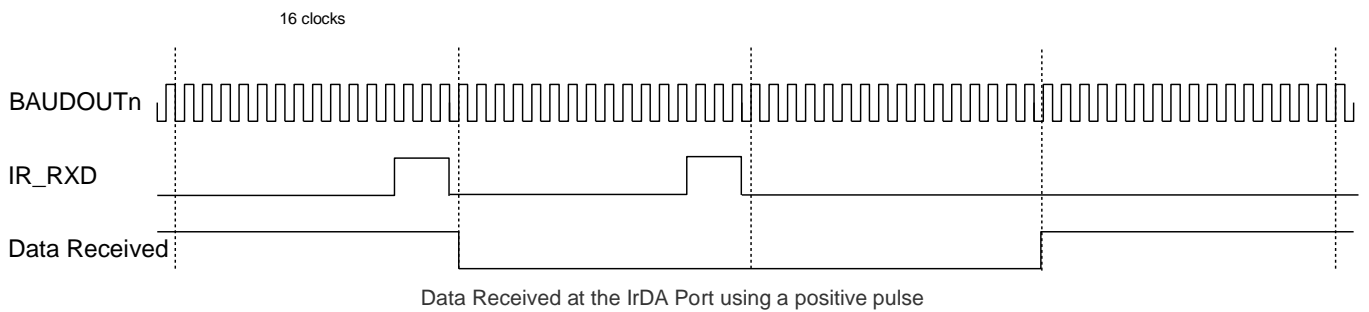 16 clocks
BAUDOUTn
IR_RXD
Data Received
Data Received at the IrDA Port using a positive pulse